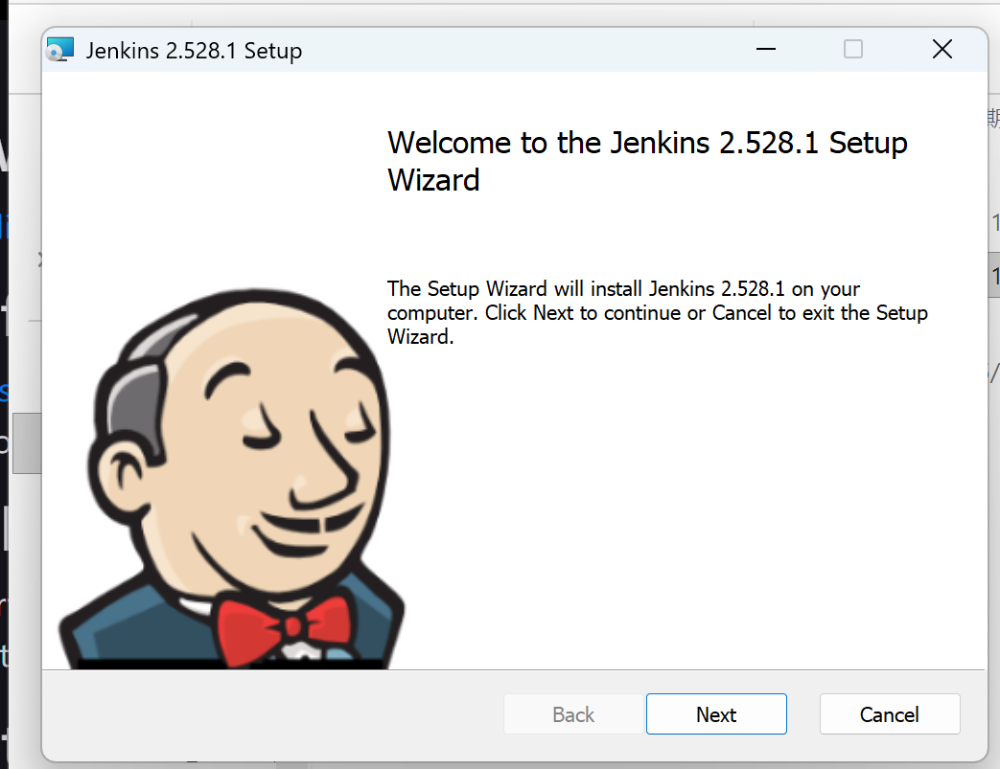 Jenkins 2.528.1 Setup
Welcome to the Jenkins 2.528.1 Setup
Wizard
The Setup Wizard will install Jenkins 2.528.1 on your
computer. Click Next to continue or Cancel to exit the Setup
Wizard.
Back
Next
Cancel